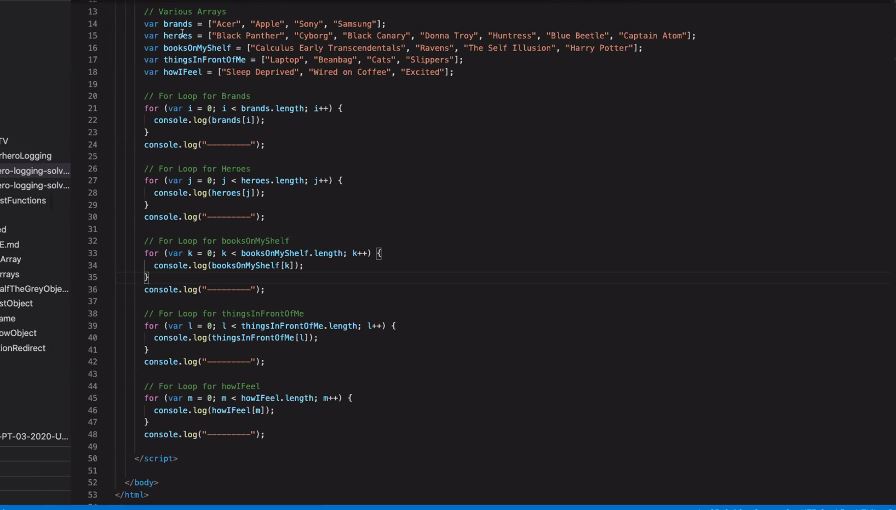 TV
rheroLogging
ero-logging-solv...
ero-logging-solv...
stFunctions
ed
E.md
Array
rrays
alfTheGreyObje...
stObject
ame
owObject
tionRedirect
-PT-03-2020-U...
13 // Various Arrays
14 var brands = ["Acer", "Apple", "Sony", "Samsung"];
15 var heroes = ["Black Panther", "Cyborg", "Black Canary", "Donna Troy", "Huntress", "Blue Beetle", "Captain Atom"];
16 var booksOnMyShelf = ["Calculus Early Transcendentals", "Ravens", "The Self Illusion", "Harry Potter"];
17 var thingsInFrontOfMe = ["Laptop", "Beanbag", "Cats", "Slippers"];
18 var howIFeel = ["Sleep Deprived", "Wired on Coffee", "Excited"];
19
20 // For Loop for Brands
21 for (var i = 0; i < brands.length; i++) {
22 console.log(brands[i]);
23 }
24 console.log("---------");
25
26 // For Loop for Heroes
27 for (var j = 0; j < heroes.length; j++) {
28 console.log(heroes[j]);
29 }
30 console.log("---------");
31
32 // For Loop for booksOnMyShelf
33 for (var k = 0; k < booksOnMyShelf.length; k++) {
34 console.log(booksOnMyShelf[k]);
35 }
36 console.log("---------");
37
38 // For Loop for thingsInFrontOfMe
39 for (var l = 0; l < thingsInFrontOfMe.length; l++) {
40 console.log(thingsInFrontOfMe[l]);
41 }
42 console.log("---------");
43
44 // For Loop for howIFeel
45 for (var m = 0; m < howIFeel.length; m++) {
46 console.log(howIFeel[m]);
47 }
48 console.log("---------");
49
50 </script>
51
52 </body>
53 </html>